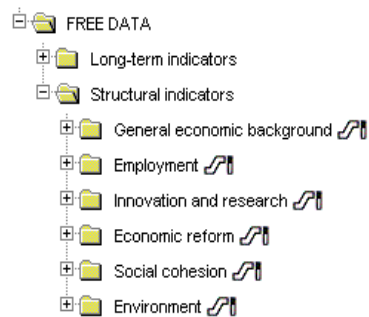 FREE DATA
Long-term indicators
Structural indicators
General economic background
Employment
Innovation and research
Economic reform
Social cohesion
Environment